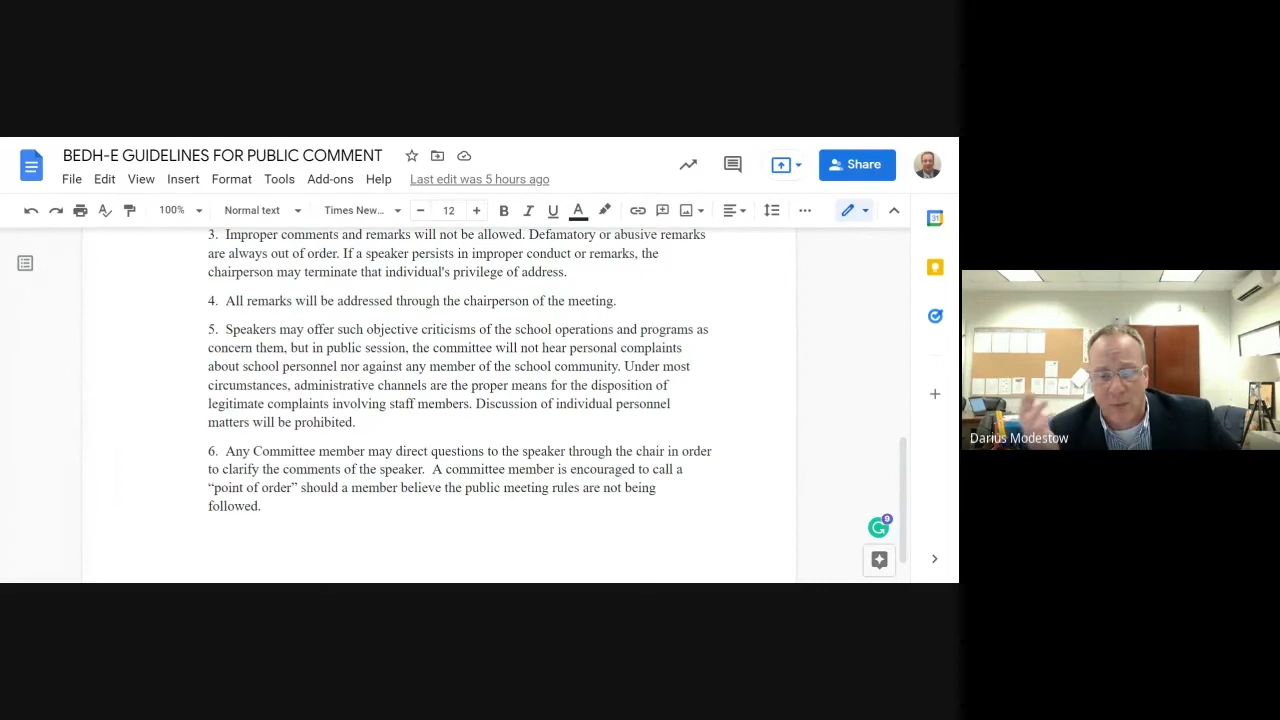 BEDH-E GUIDELINES FOR PUBLIC COMMENT
Share
File Edit View Insert Format Tools Add-ons Help Last edit was 5 hours ago
100% Normal text Times New... − 12 + B I U A
31
3. Improper comments and remarks will not be allowed. Defamatory or abusive remarks
are always out of order. If a speaker persists in improper conduct or remarks, the
chairperson may terminate that individual's privilege of address.
4. All remarks will be addressed through the chairperson of the meeting.
5. Speakers may offer such objective criticisms of the school operations and programs as
concern them, but in public session, the committee will not hear personal complaints
about school personnel nor against any member of the school community. Under most
circumstances, administrative channels are the proper means for the disposition of
legitimate complaints involving staff members. Discussion of individual personnel
matters will be prohibited.
6. Any Committee member may direct questions to the speaker through the chair in order
to clarify the comments of the speaker. A committee member is encouraged to call a
“point of order” should a member believe the public meeting rules are not being
followed.
9
Darius Modestow